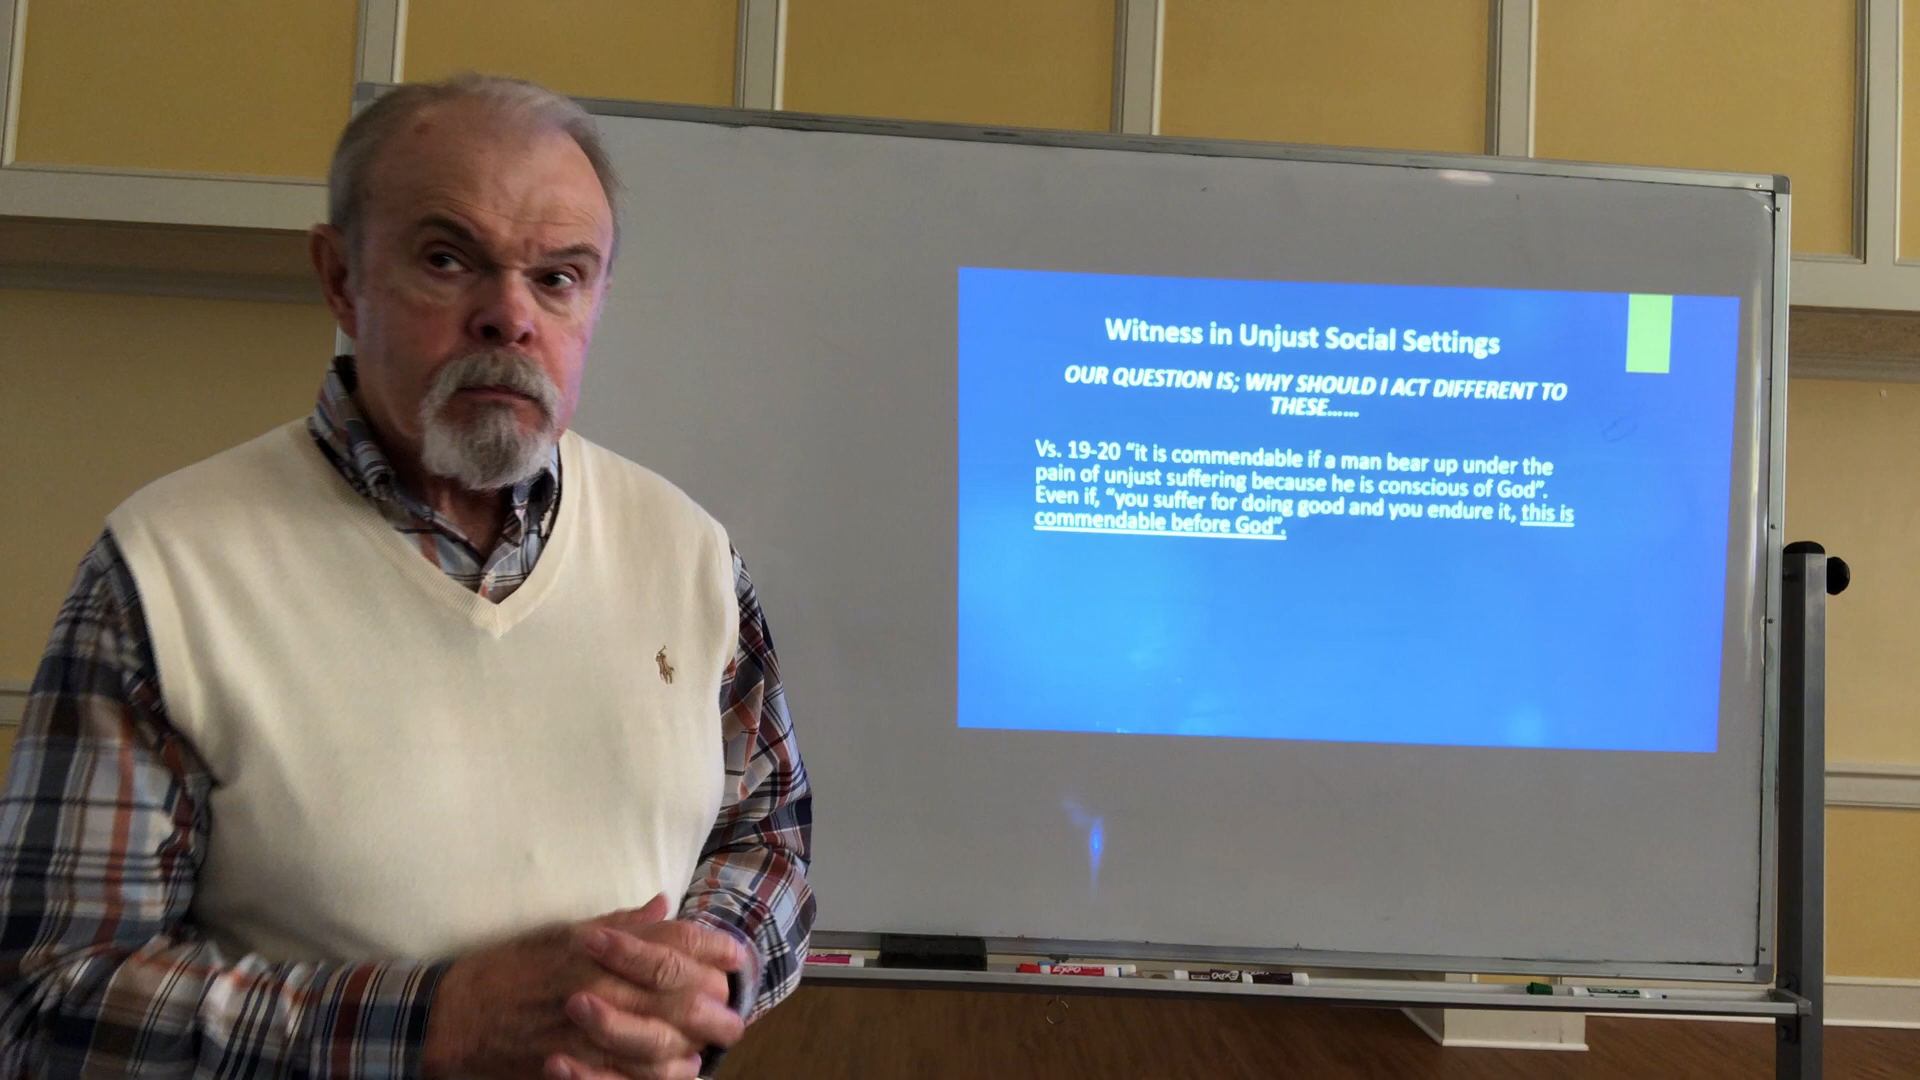 Witness in Unjust Social Settings
OUR QUESTION IS; WHY SHOULD I ACT DIFFERENT TO
THESE......
Vs. 19-20 “it is commendable if a man bear up under the
pain of unjust suffering because he is conscious of God”.
Even if, “you suffer for doing good and you endure it, this is
commendable before God”.
EXPO
EXPO